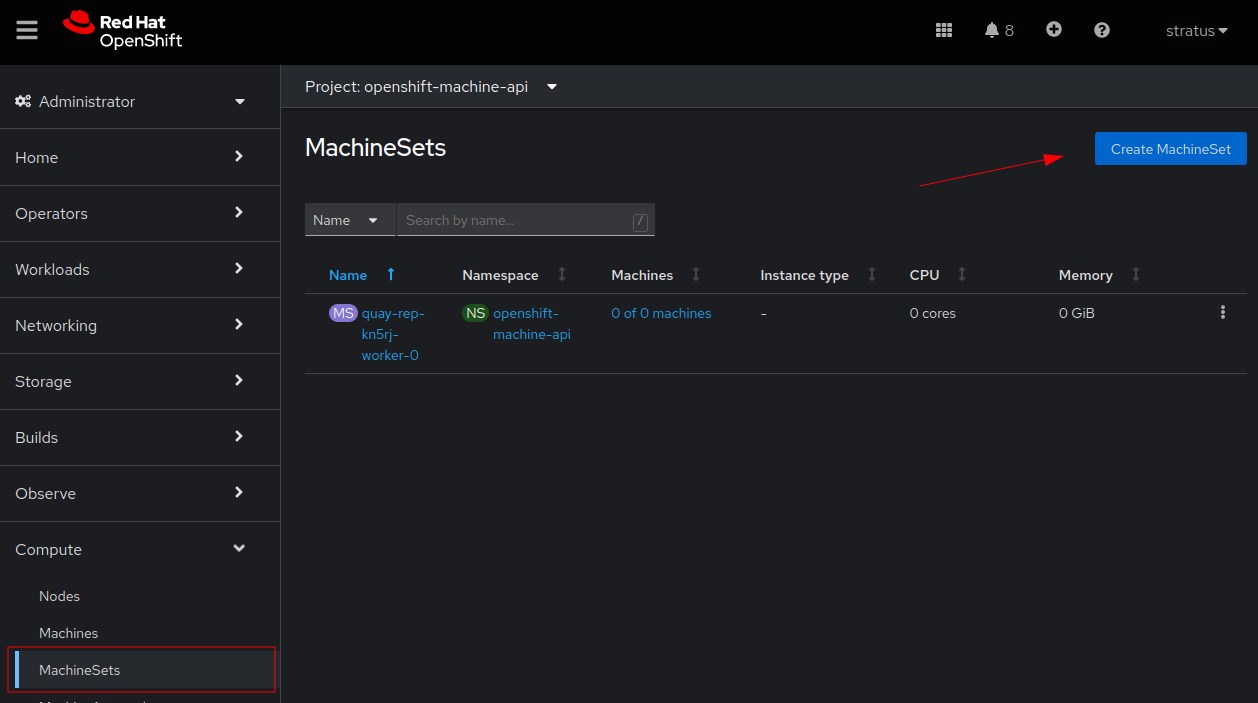 Red Hat
OpenShift
8
stratus
Administrator
Home
Operators
Workloads
Networking
Storage
Builds
Observe
Compute
Nodes
Machines
MachineSets
Project: openshift-machine-api
MachineSets
Create MachineSet
Name
Search by name...
/
Name Namespace Machines Instance type CPU Memory
MS quay-rep-
kn5rj-
worker-0
NS openshift-
machine-api
0 of 0 machines
-
0 cores
0 GiB